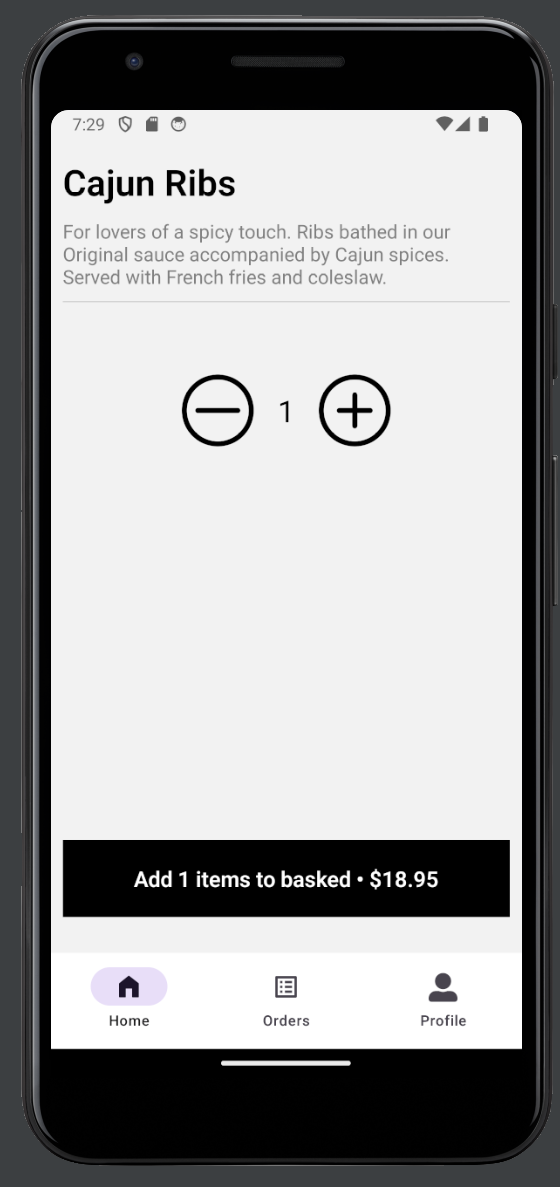 7:29
Cajun Ribs
For lovers of a spicy touch. Ribs bathed in our
Original sauce accompanied by Cajun spices.
Served with French fries and coleslaw.
1
Add 1 items to basked • $18.95
Home Orders Profile